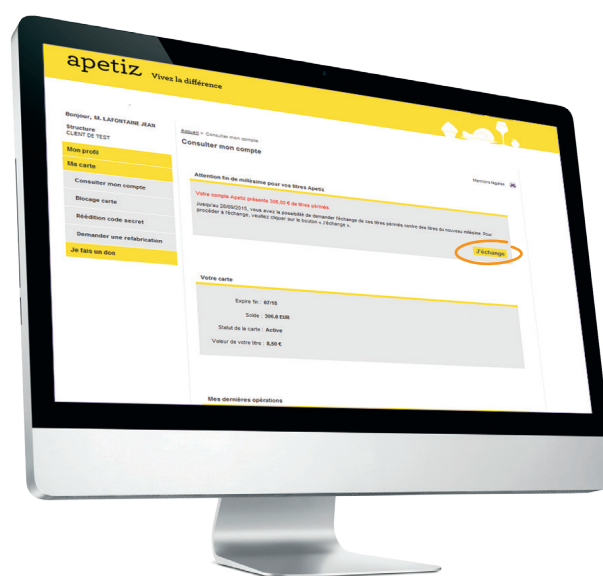 apetiz Vivez la différence
Bonjour, M. LAFONTAINE JEAN
Structure
CLIENT DE TEST
Mon profil
Ma carte
Consulter mon compte
Blocage carte
Réédition code secret
Demander une refabrication
Je fais un don
Accueil > Consulter mon compte
Consulter mon compte
Mentions légales
Attention fin de millésime pour vos titres Apetiz
Votre compte Apetiz présente 306,00 € de titres périmés.
Jusqu'au 28/09/2015, vous avez la possibilité de demander l'échange de ces titres périmés contre des titres du nouveau millésime. Pour
procéder à l'échange, veuillez cliquer sur le bouton « J'échange ».
J'échange
Votre carte
Expire fin : 07/15
Solde : 306.0 EUR
Statut de la carte : Active
Valeur de votre titre : 8,50 €
Mes dernières opérations